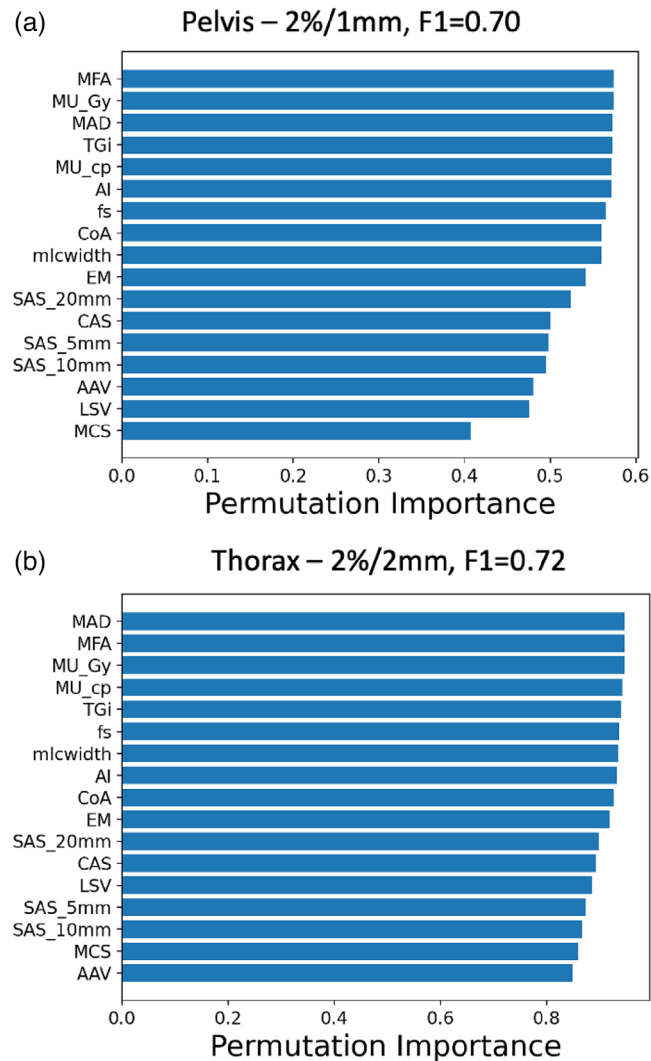 (a)
Pelvis – 2%/1mm, F1=0.70
MFA
MU_Gy
MAD
TGi
MU_cp
AI
fs
CoA
mlcwidth
EM
SAS_20mm
CAS
SAS_5mm
SAS_10mm
AAV
LSV
MCS
0.0 0.1 0.2 0.3 0.4 0.5 0.6
Permutation Importance
(b)
Thorax – 2%/2mm, F1=0.72
MAD
MFA
MU_Gy
MU_cp
TGi
fs
mlcwidth
AI
CoA
EM
SAS_20mm
CAS
LSV
SAS_5mm
SAS_10mm
MCS
AAV
0.0 0.2 0.4 0.6 0.8
Permutation Importance